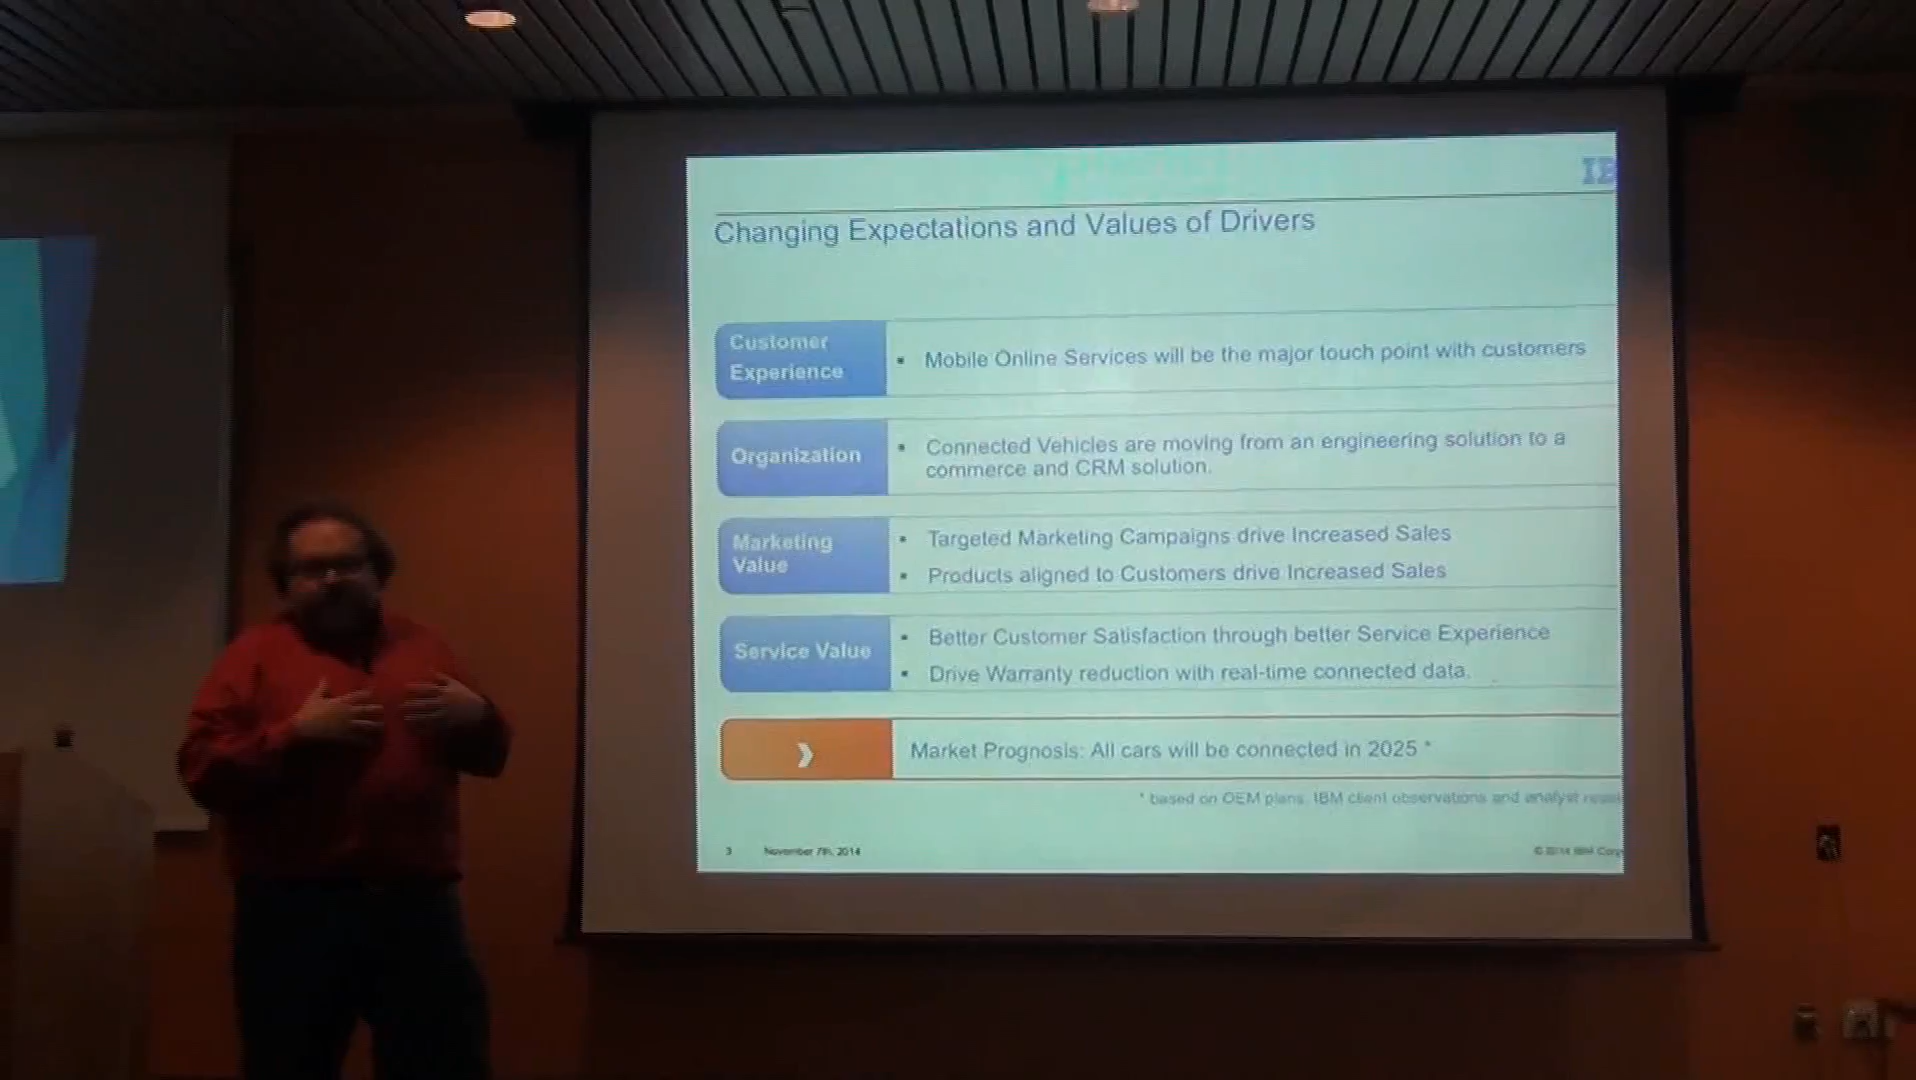 Changing Expectations and Values of Drivers
Customer
Experience
▪ Mobile Online Services will be the major touch point with customers
Organization
▪ Connected Vehicles are moving from an engineering solution to a
commerce and CRM solution.
Marketing
Value
▪ Targeted Marketing Campaigns drive Increased Sales
▪ Products aligned to Customers drive Increased Sales
Service Value
▪ Better Customer Satisfaction through better Service Experience
▪ Drive Warranty reduction with real-time connected data.
Market Prognosis: All cars will be connected in 2025 *
* based on OEM plans, IBM client observations and analyst
3 November 7th, 2014
© 2014 IBM